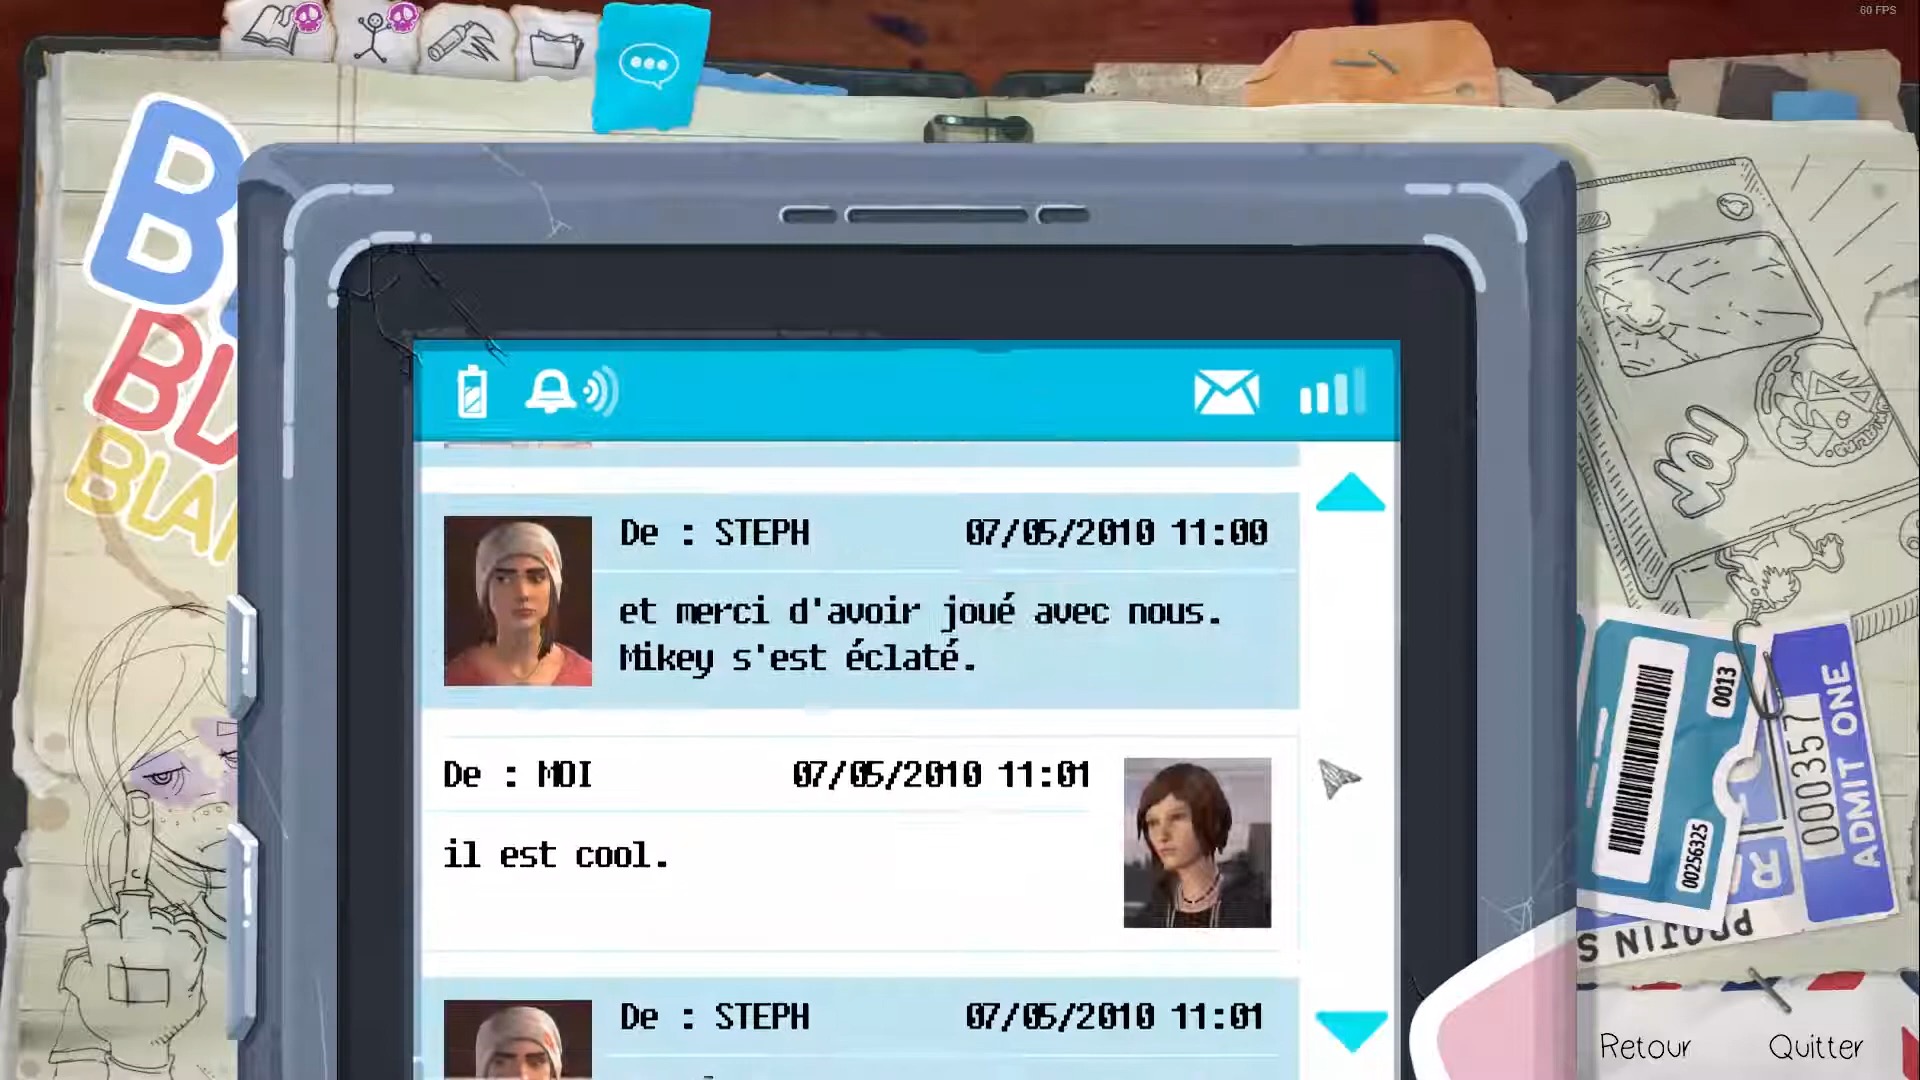 60 FPS
De : STEPH 07/05/2010 11:00
et merci d'avoir joué avec nous.
Mikey s'est éclaté.
De : MOI 07/05/2010 11:01
il est cool.
De : STEPH 07/05/2010 11:01
0013
00256325
000357
ADMIT ONE
Retour
Quitter